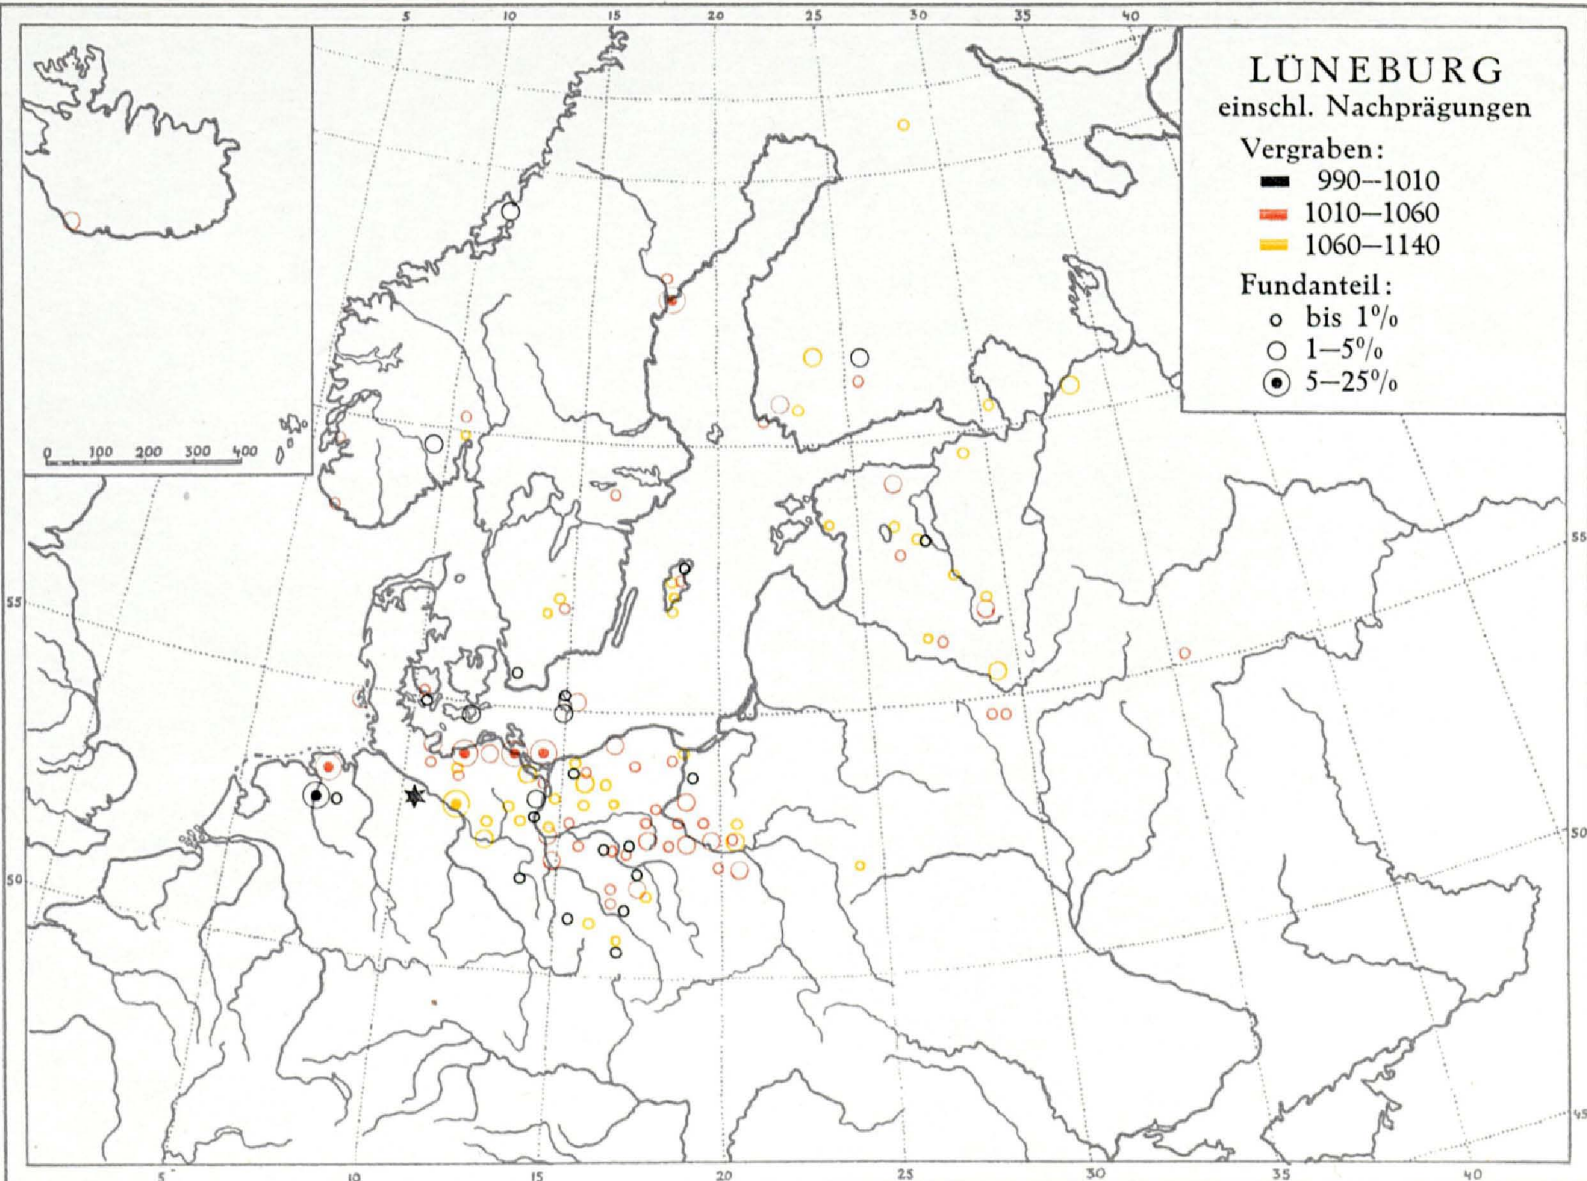 5 10 15 20 25 30 35 40
LÜNEBURG
einschl. Nachprägungen
Vergraben:
990–1010
1010–1060
1060–1140
Fundanteil:
bis 1%
1–5%
5–25%
0 100 200 300 400
55 55
50 50
45
5 10 15 20 25 30 35 40